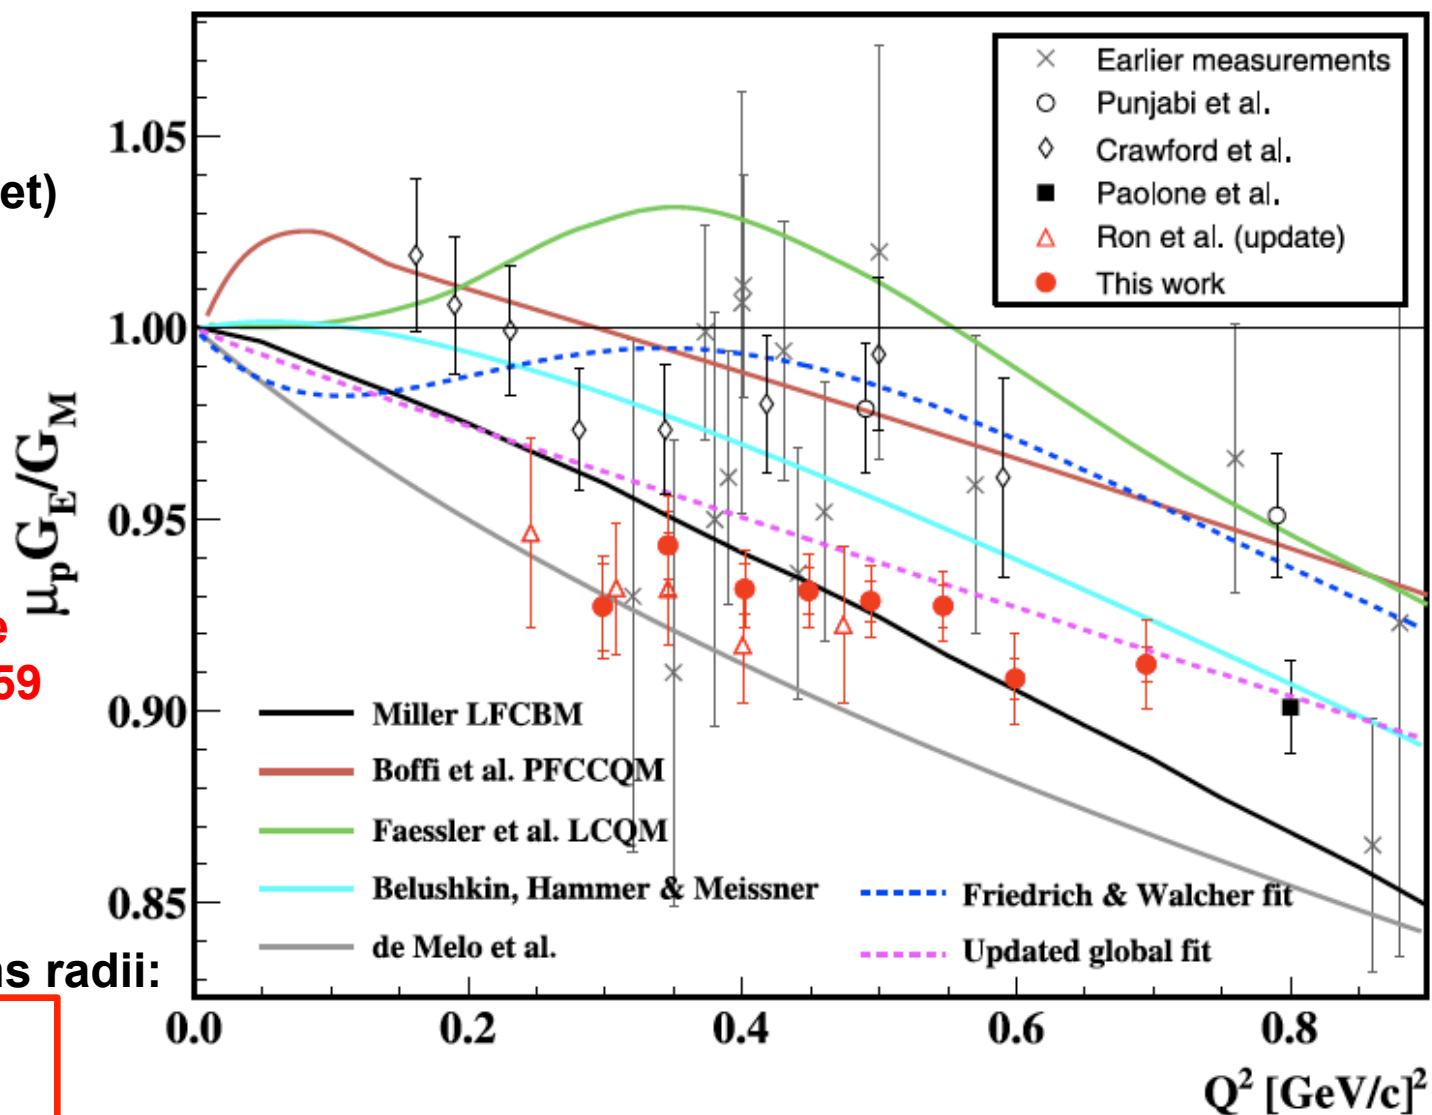 et)
e
59
ns radii:
μpGE/GM
1.05
1.00
0.95
0.90
0.85
Earlier measurements
Punjabi et al.
Crawford et al.
Paolone et al.
Ron et al. (update)
This work
Miller LFCBM
Boffi et al. PFCCQM
Faessler et al. LCQM
Belushkin, Hammer & Meissner
de Melo et al.
Friedrich & Walcher fit
Updated global fit
0.0 0.2 0.4 0.6 0.8
Q² [GeV/c]²